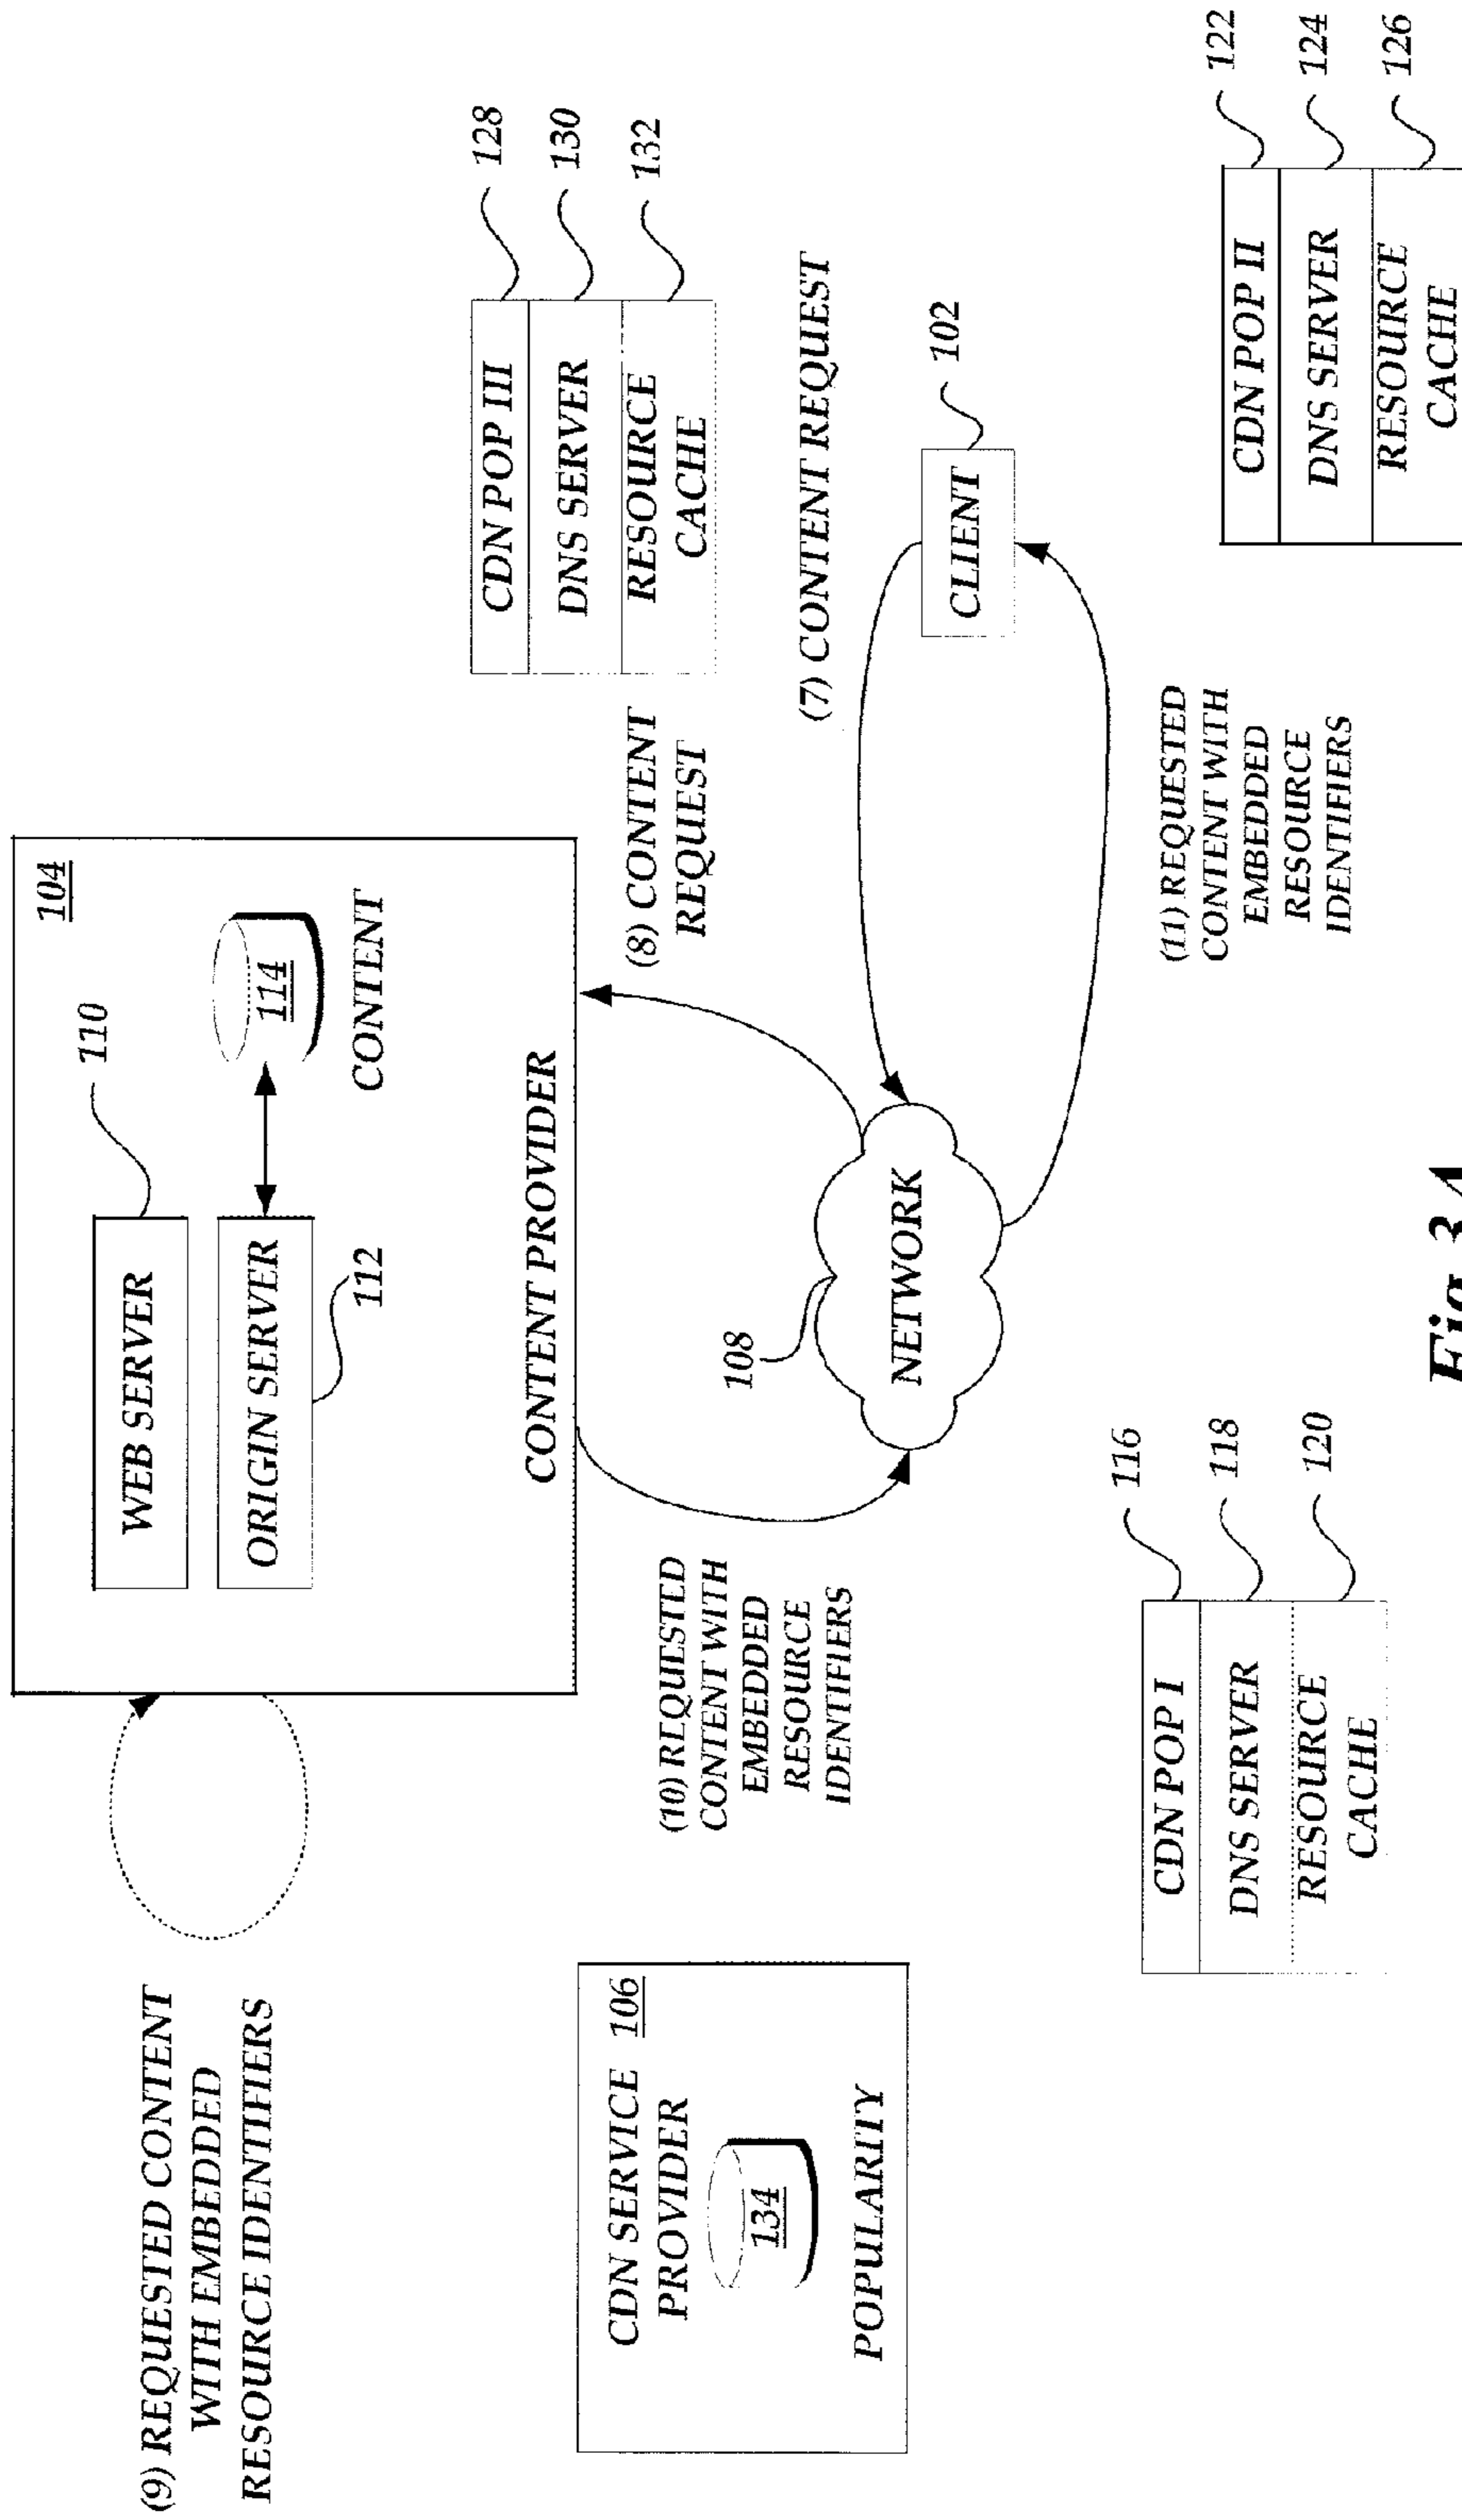 (9) REQUESTED CONTENT
WITH EMBEDDED
RESOURCE IDENTIFIERS
104
110
WEB SERVER
114
ORIGIN SERVER
112
CONTENT
CONTENT PROVIDER
128
CDN POP III
130
DNS SERVER
132
RESOURCE
CACHE
(8) CONTENT
REQUEST
CDN SERVICE
PROVIDER
106
134
POPULARITY
(10) REQUESTED
CONTENT WITH
EMBEDDED
RESOURCE
IDENTIFIERS
108
NETWORK
(7) CONTENT REQUEST
102
CLIENT
116
CDN POP I
118
DNS SERVER
120
RESOURCE
CACHE
(11) REQUESTED
CONTENT WITH
EMBEDDED
RESOURCE
IDENTIFIERS
122
CDN POP II
124
DNS SERVER
126
RESOURCE
CACHE